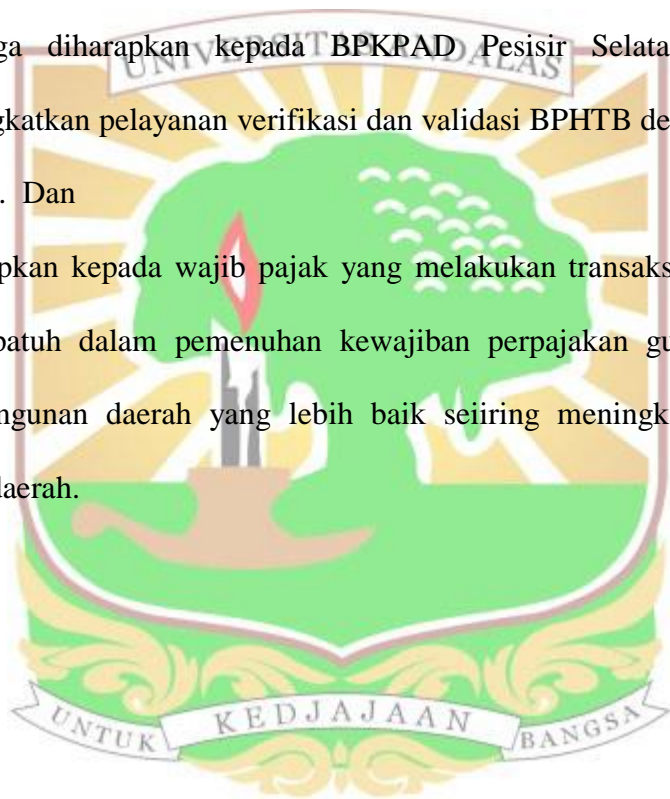 ga diharapkan kepada BPKPAD Pesisir Selata
UNIVERSITAS ANDALAS
gkatkan pelayanan verifikasi dan validasi BPHTB de
. Dan
pkan kepada wajib pajak yang melakukan transaks
patuh dalam pemenuhan kewajiban perpajakan gu
ngunan daerah yang lebih baik seiiring meningk
daerah.
UNTUK KEDJAJAAN BANGSA